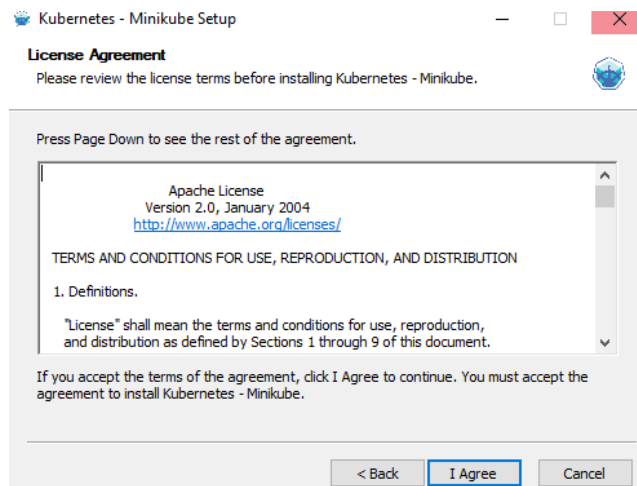 Kubernetes - Minikube Setup
License Agreement
Please review the license terms before installing Kubernetes - Minikube.
Press Page Down to see the rest of the agreement.
Apache License
Version 2.0, January 2004
http://www.apache.org/licenses/
TERMS AND CONDITIONS FOR USE, REPRODUCTION, AND DISTRIBUTION
1. Definitions.
"License" shall mean the terms and conditions for use, reproduction,
and distribution as defined by Sections 1 through 9 of this document.
If you accept the terms of the agreement, click I Agree to continue. You must accept the
agreement to install Kubernetes - Minikube.
< Back I Agree Cancel